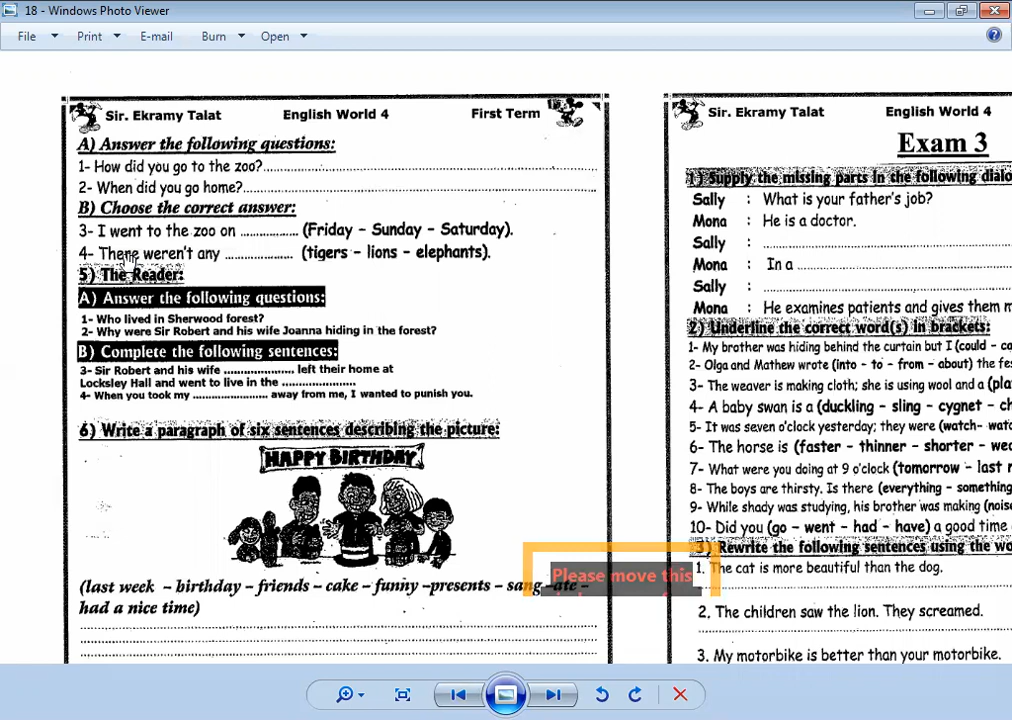 18 - Windows Photo Viewer
File Print E-mail Burn Open
Sir. Ekramy Talat English World 4 First Term
A) Answer the following questions:
1- How did you go to the zoo?
2- When did you go home?
B) Choose the correct answer:
3- I went to the zoo on ............... (Friday – Sunday – Saturday).
4- There weren't any .................. (tigers – lions – elephants).
5) The Reader:
A) Answer the following questions:
1- Who lived in Sherwood forest?
2- Why were Sir Robert and his wife Joanna hiding in the forest?
B) Complete the following sentences:
3- Sir Robert and his wife ..................... left their home at
Locksley Hall and went to live in the .....................
4- When you took my ...................... away from me, I wanted to punish you.
6) Write a paragraph of six sentences describing the picture:
HAPPY BIRTHDAY
(last week – birthday – friends – cake – funny –presents – sang –ate –
had a nice time)
Please move this
Sir. Ekramy Talat English World 4
Exam 3
1) Supply the missing parts in the following dialo
Sally : What is your father's job?
Mona : He is a doctor.
Sally :
Mona : In a
Sally :
Mona : He examines patients and gives them m
2) Underline the correct word(s) in brackets:
1- My brother was hiding behind the curtain but I (could – co
2- Olga and Mathew wrote (into – to – from – about) the fes
3- The weaver is making cloth; she is using wool and a (pla
4- A baby swan is a (duckling – sling – cygnet – ch
5- It was seven o'clock yesterday; they were (watch– wat
6- The horse is (faster – thinner – shorter – wea
7- What were you doing at 9 o'clock (tomorrow – last n
8- The boys are thirsty. Is there (everything – something
9- While shady was studying, his brother was making (nois
10- Did you (go – went – had – have) a good time
3) Rewrite the following sentences using the wo
1. The cat is more beautiful than the dog.
2. The children saw the lion. They screamed.
3. My motorbike is better than your motorbike.